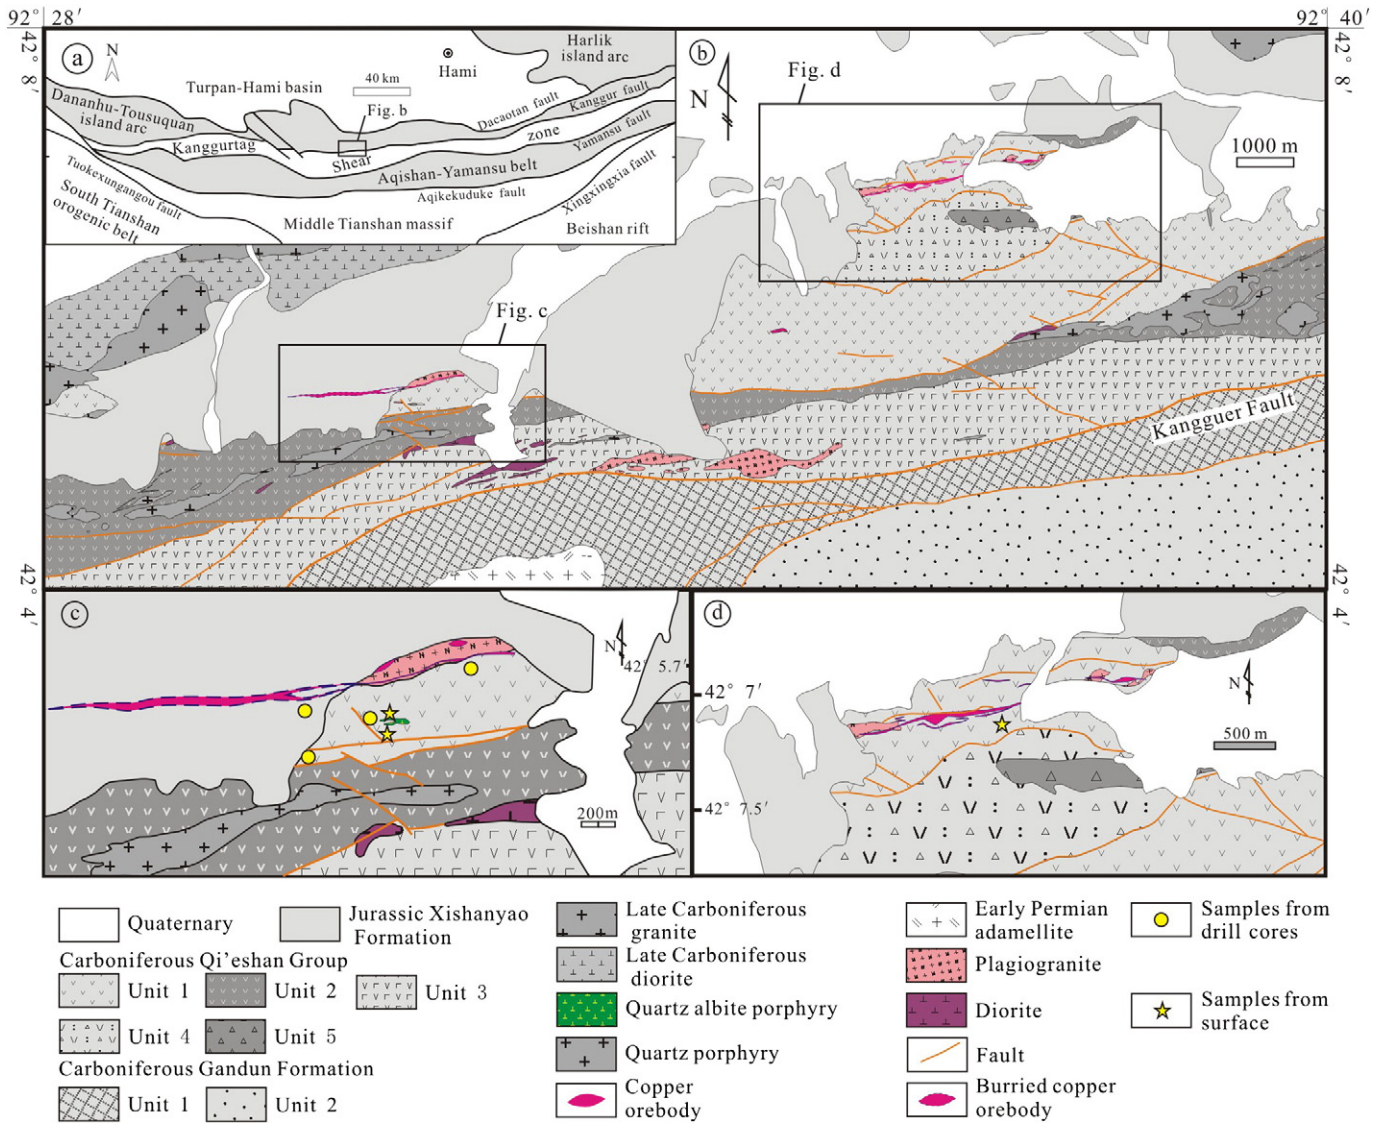 92° 28′
92° 40′
42° 8′
42° 8′
a
N
Hami
Harlik
island arc
40 km
Turpan-Hami basin
Fig. b
Dacaotan fault
Kanggur fault
Dananhu-Tousuquan
island arc
Kanggurtag
Shear
zone
Yamansu fault
Aqishan-Yamansu belt
Tuokexungangou fault
Aqikekuduke fault
Xingxingxia fault
South Tianshan
orogenic belt
Middle Tianshan massif
Beishan rift
b
N
Fig. d
1000 m
Fig. c
Kangguer Fault
42° 4′
42° 4′
c
N
42° 5.7′
200m
d
42° 7′
N
500 m
42° 7.5′
Quaternary
Jurassic Xishanyao
Formation
Carboniferous Qi'eshan Group
Unit 1
Unit 2
Unit 3
Unit 4
Unit 5
Carboniferous Gandun Formation
Unit 1
Unit 2
Late Carboniferous
granite
Late Carboniferous
diorite
Quartz albite porphyry
Quartz porphyry
Copper
orebody
Early Permian
adamellite
Plagiogranite
Diorite
Fault
Burried copper
orebody
Samples from
drill cores
Samples from
surface